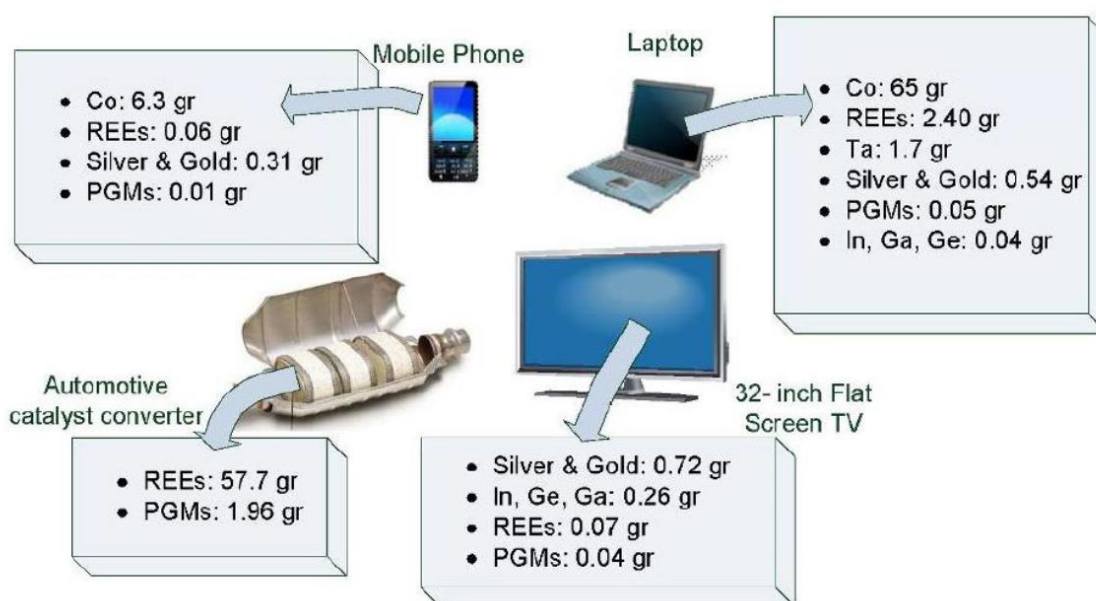 Mobile Phone
• Co: 6.3 gr
• REEs: 0.06 gr
• Silver & Gold: 0.31 gr
• PGMs: 0.01 gr
Laptop
• Co: 65 gr
• REEs: 2.40 gr
• Ta: 1.7 gr
• Silver & Gold: 0.54 gr
• PGMs: 0.05 gr
• In, Ga, Ge: 0.04 gr
Automotive
catalyst converter
• REEs: 57.7 gr
• PGMs: 1.96 gr
32- inch Flat
Screen TV
• Silver & Gold: 0.72 gr
• In, Ge, Ga: 0.26 gr
• REEs: 0.07 gr
• PGMs: 0.04 gr